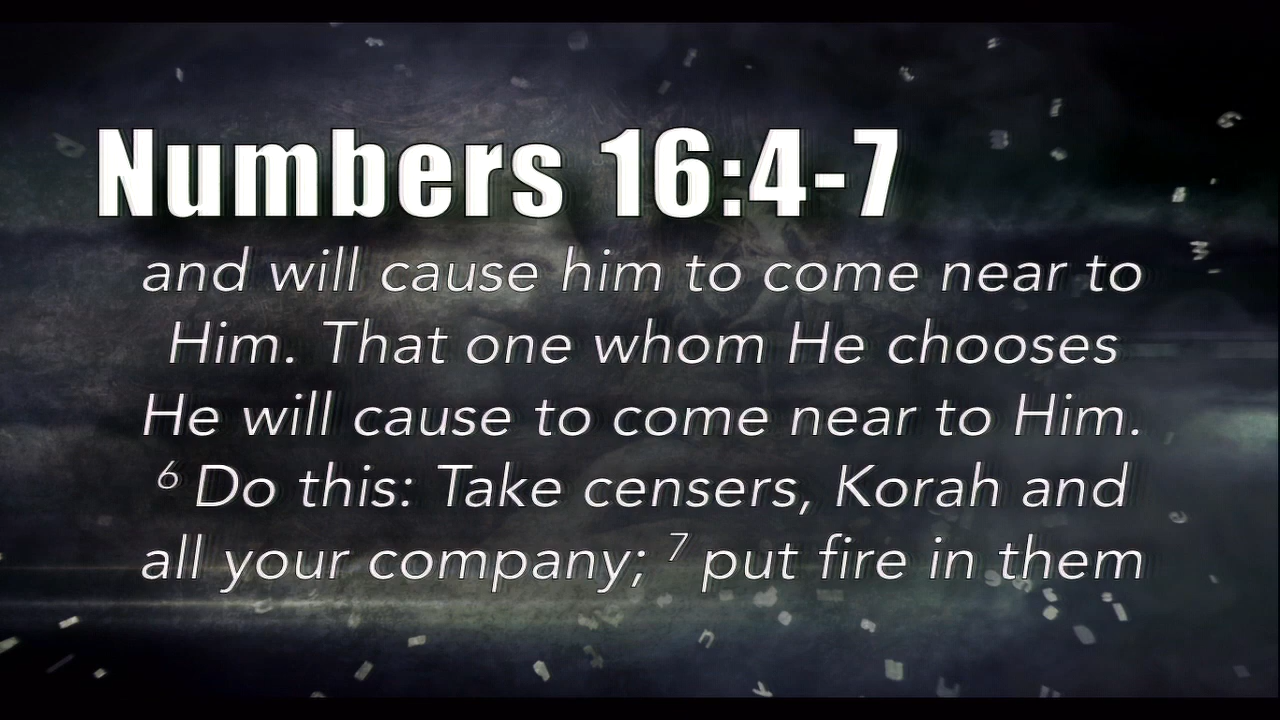 Numbers 16:4-7
and will cause him to come near to
Him. That one whom He chooses
He will cause to come near to Him.
6 Do this: Take censers, Korah and
all your company; 7 put fire in them